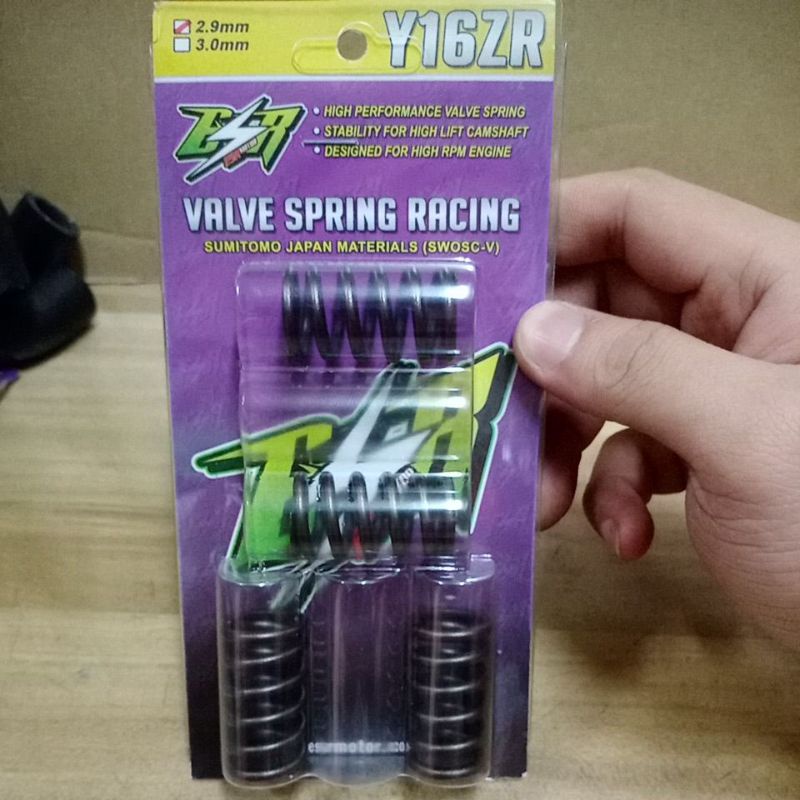 2.9mm
3.0mm
Y16ZR
• HIGH PERFORMANCE VALVE SPRING
• STABILITY FOR HIGH LIFT CAMSHAFT
• DESIGNED FOR HIGH RPM ENGINE
VALVE SPRING RACING
SUMITOMO JAPAN MATERIALS (SWOSC-V)